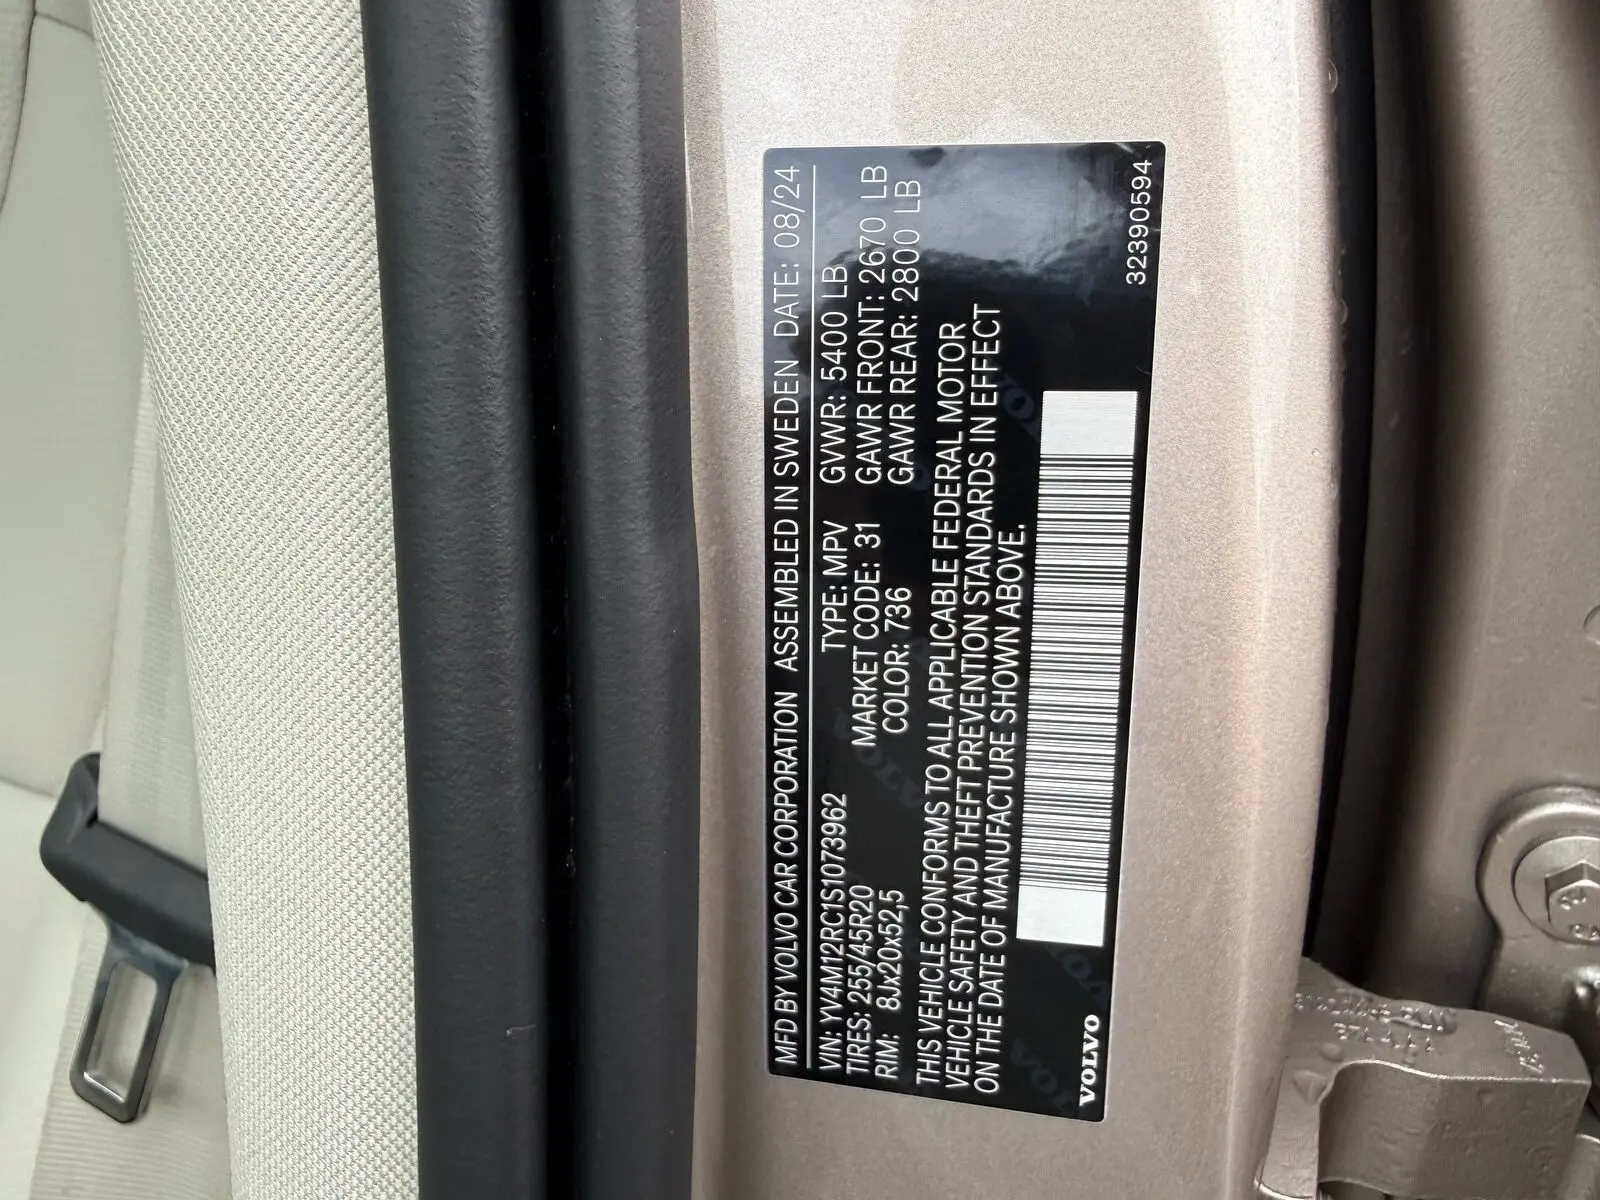 MFD BY VOLVO CAR CORPORATION ASSEMBLED IN SWEDEN DATE: 08/24
VIN: YV4M12RC1S1073962 TYPE: MPV GVWR: 5400 LB
TIRES: 255/45R20 MARKET CODE: 31 GAWR FRONT: 2670 LB
RIM: 8Jx20x52,5 COLOR: 736 GAWR REAR: 2800 LB
THIS VEHICLE CONFORMS TO ALL APPLICABLE FEDERAL MOTOR
VEHICLE SAFETY AND THEFT PREVENTION STANDARDS IN EFFECT
ON THE DATE OF MANUFACTURE SHOWN ABOVE.
VOLVO
32390594